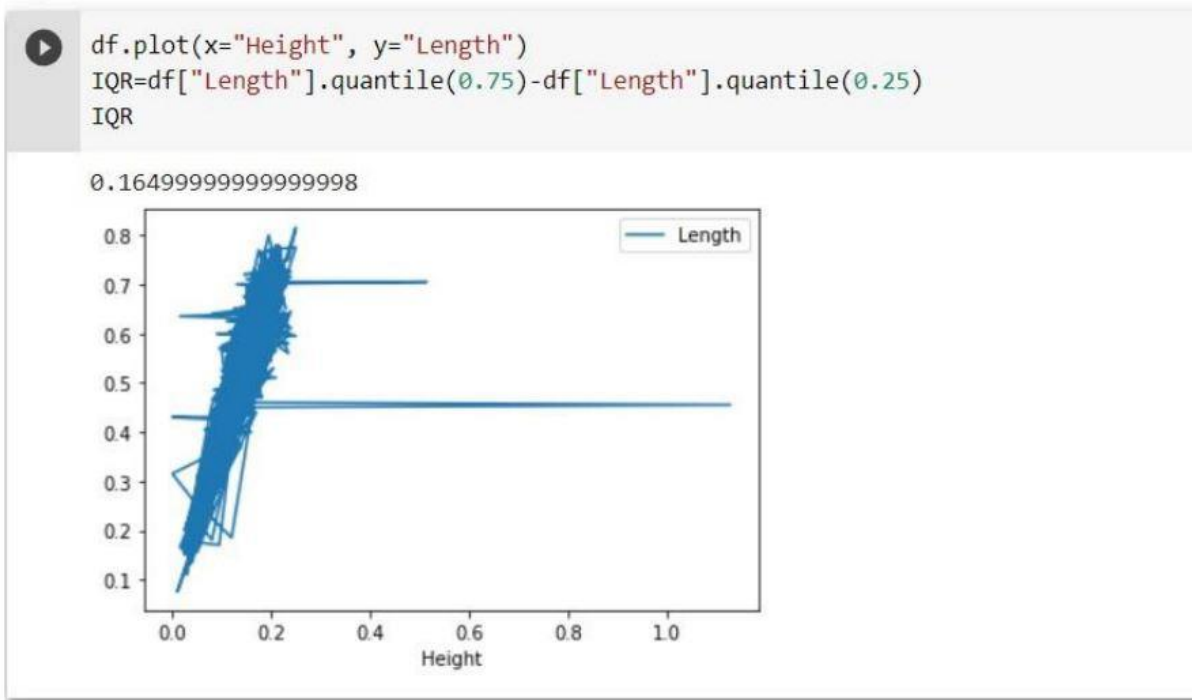 df.plot(x="Height", y="Length")
IQR=df["Length"].quantile(0.75)-df["Length"].quantile(0.25)
IQR
0.16499999999999998
Length
0.8
0.7
0.6
0.5
0.4
0.3
0.2
0.1
0.0 0.2 0.4 0.6 0.8 1.0
Height